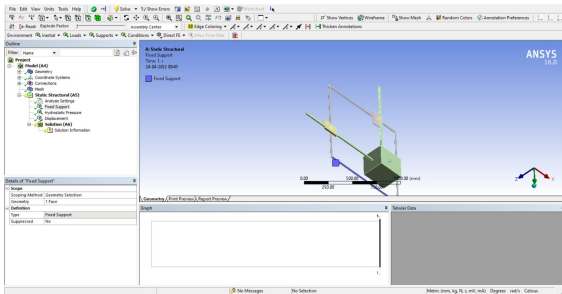 File Edit View Units Tools Help Solve ?/ Show Errors Worksheet
Show Vertices Wireframe Show Mesh Random Colors Annotation Preferences
Reset Explode Factor: Assembly Center Edge Coloring Thicken Annotations
Environment Inertial Loads Supports Conditions Direct FE
Outline
Filter: Name
Project
Model (A4)
Geometry
Coordinate Systems
Connections
Mesh
Static Structural (A5)
Analysis Settings
Fixed Support
Hydrostatic Pressure
Displacement
Solution (A6)
Solution Information
Details of "Fixed Support"
Scope
Scoping Method Geometry Selection
Geometry 1 Face
Definition
Type Fixed Support
Suppressed No
A: Static Structural
Fixed Support
Time: 1. s
Fixed Support
ANSYS
16.0
0.00 500.00 (mm)
250.00
Z X
Geometry Print Preview Report Preview
Graph
Tabular Data
1.
1.
No Messages No Selection Metric (mm, kg, N, s, mV, mA) Degrees rad/s Celsius